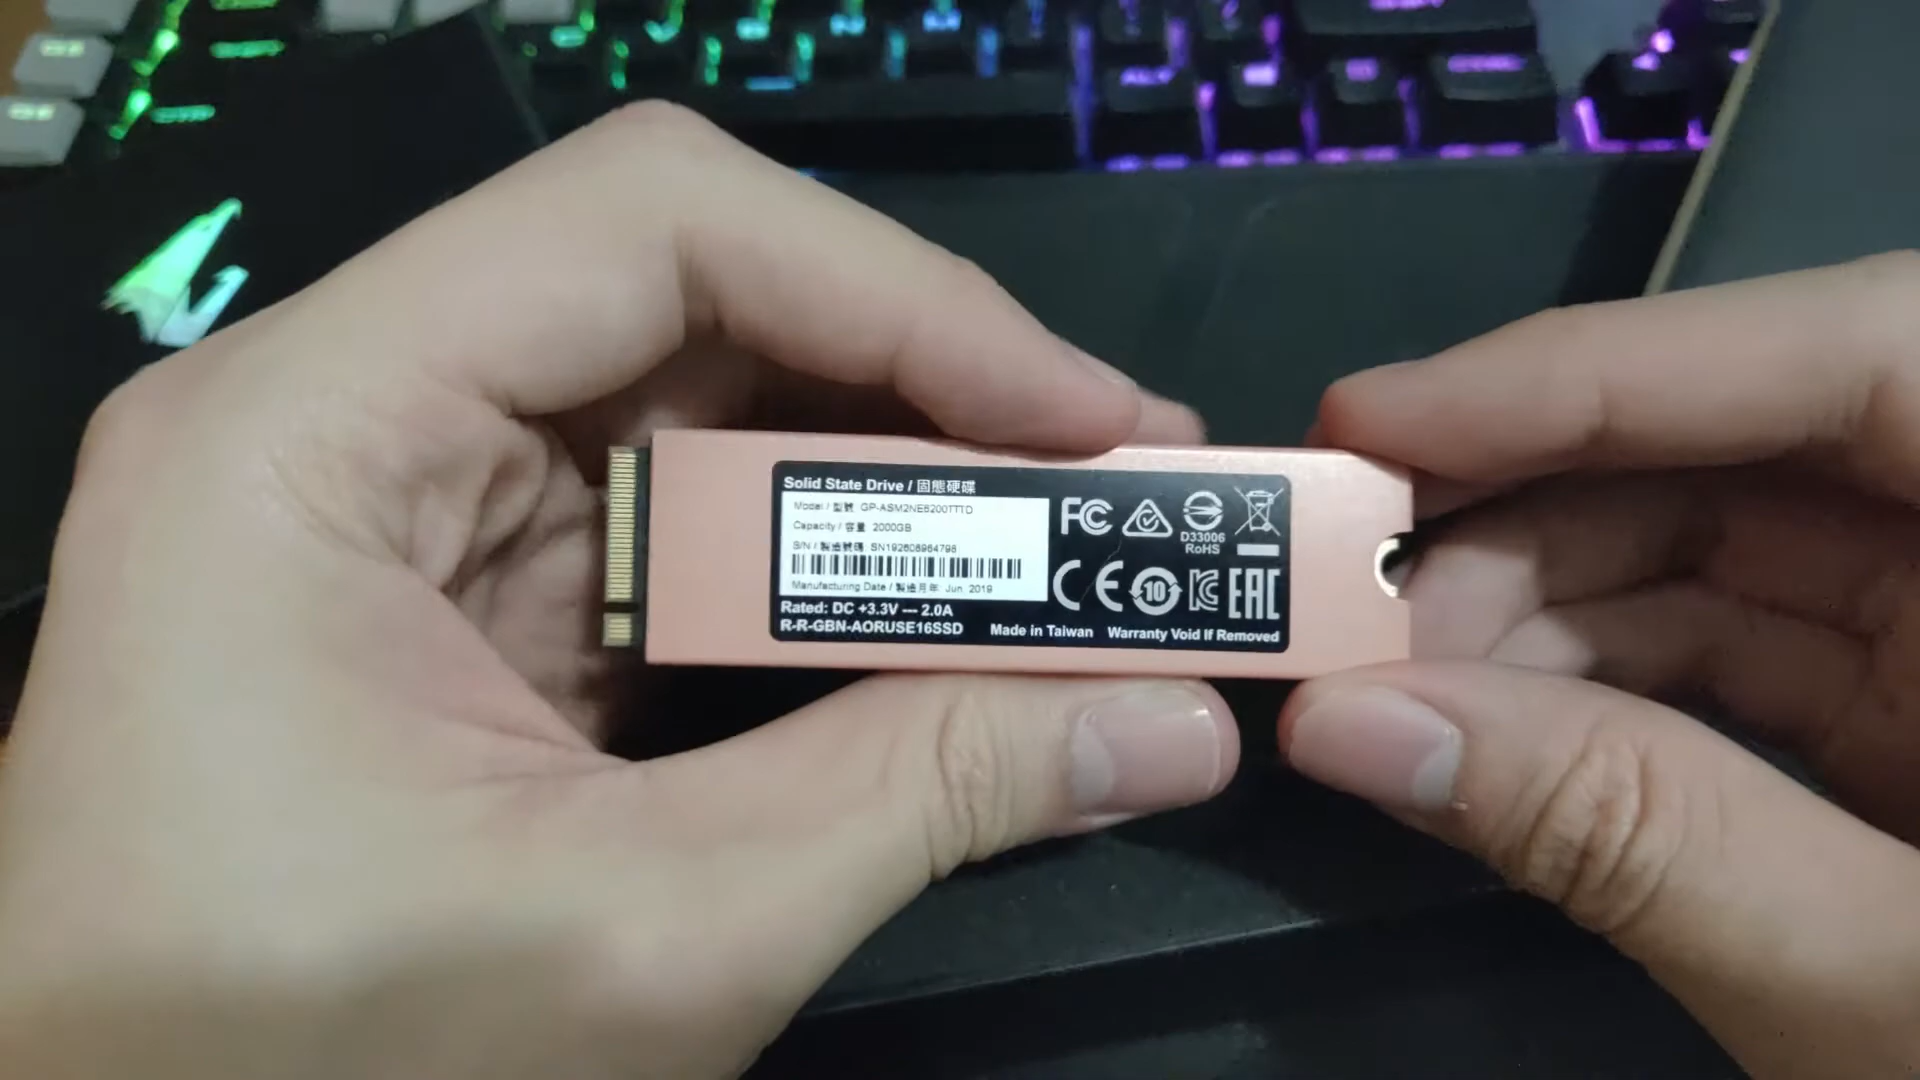 Solid State Drive / 固態硬碟
Model / 型號 GP-ASM2NE6200TTTD
Capacity / 容量 2000GB
S/N / 製造號碼 SN192608964798
Manufacturing Date / 製造月年 Jun. 2019
Rated: DC +3.3V --- 2.0A
R-R-GBN-AORUSE16SSD
Made in Taiwan Warranty Void If Removed
FC
D33006
RoHS
CE 10 EAC
ALT
CTRL